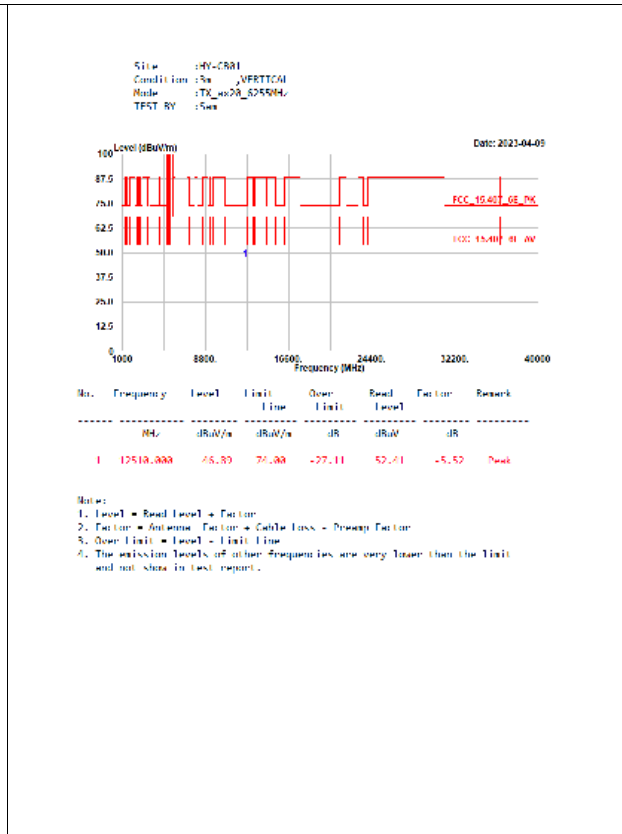 Site :HY-CB01
Condition :3m ,VERTICAL
Mode :TX_ax20_6255MHz
TEST BY :Sam
Level (dBuV/m)
Date: 2023-04-09
100
87.5
75.0
62.5
50.0
37.5
25.0
12.5
0
FCC_15.407_6E_PK
FCC_15.407_6E_AV
1
1000 8800. 16600. 24400. 32200. 40000
Frequency (MHz)
No. Frequency Level Limit Over Read Factor Remark
Line Limit Level
MHz dBuV/m dBuV/m dB dBuV dB
1 12510.000 46.89 74.00 -27.11 52.41 -5.52 Peak
Note:
1. Level = Read Level + Factor
2. Factor = Antenna Factor + Cable Loss - Preamp Factor
3. Over Limit = Level - Limit Line
4. The emission levels of other frequencies are very lower than the limit
and not show in test report.